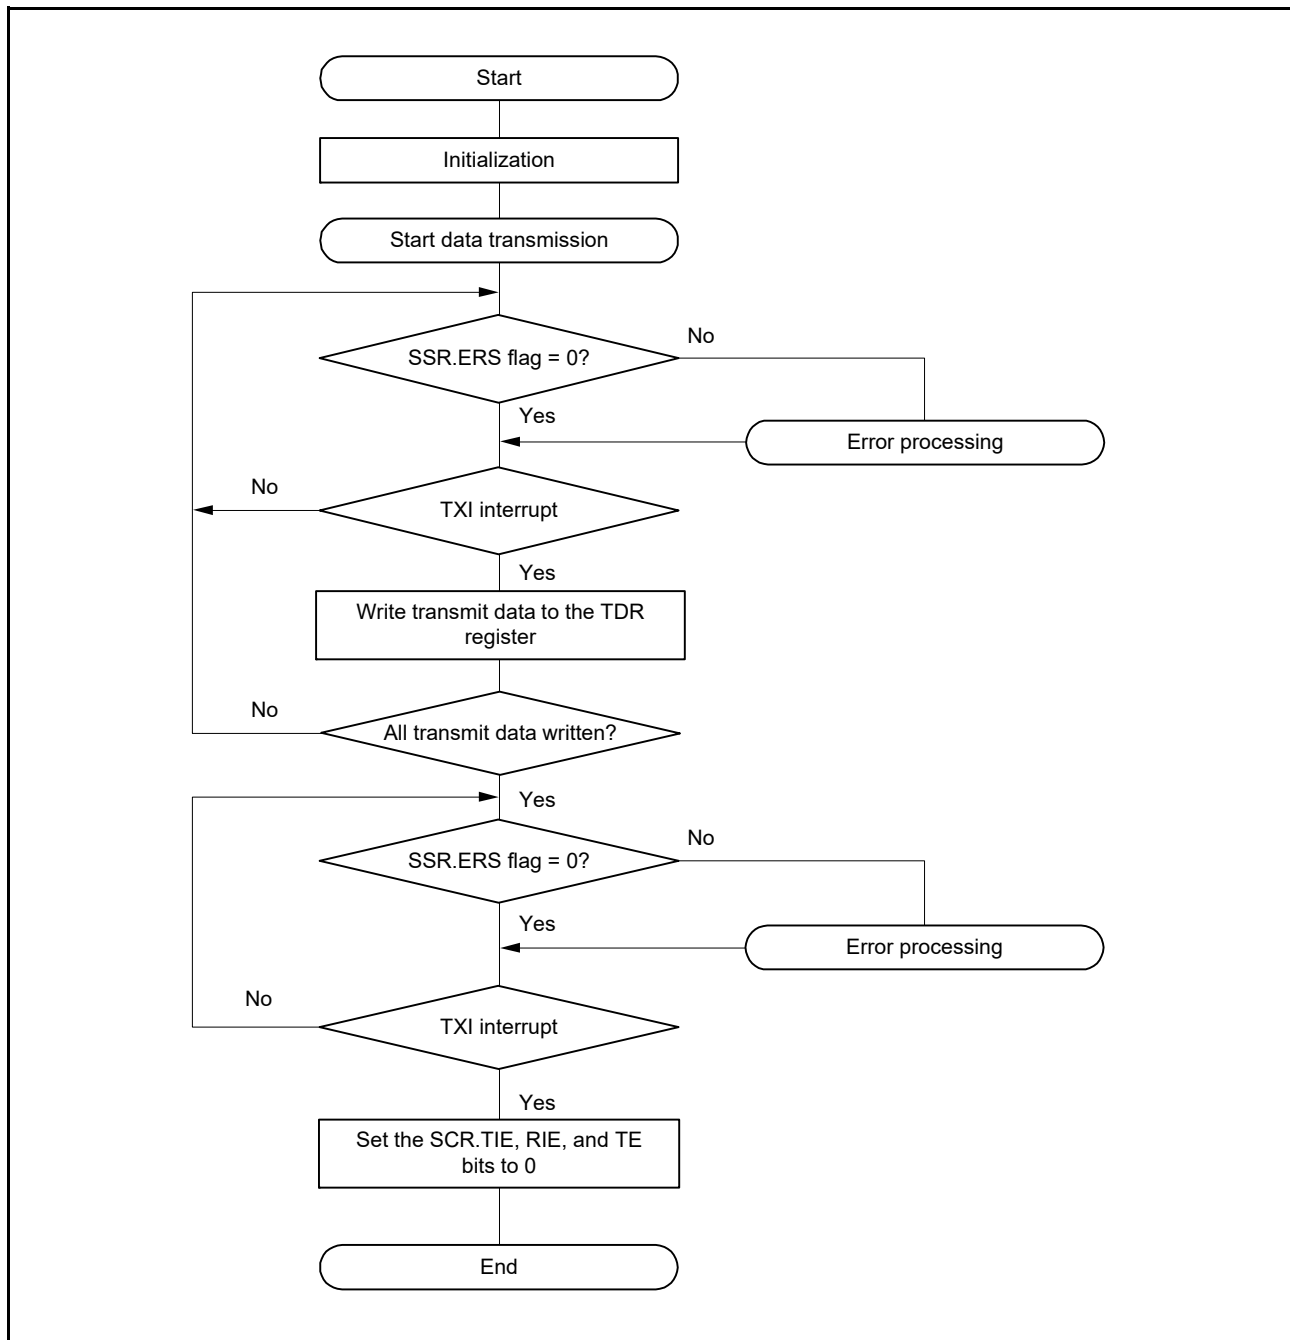 Start
Initialization
Start data transmission
SSR.ERS flag = 0?
No
Yes
Error processing
No
TXI interrupt
Yes
Write transmit data to the TDR
register
No
All transmit data written?
Yes
SSR.ERS flag = 0?
No
Yes
Error processing
No
TXI interrupt
Yes
Set the SCR.TIE, RIE, and TE
bits to 0
End